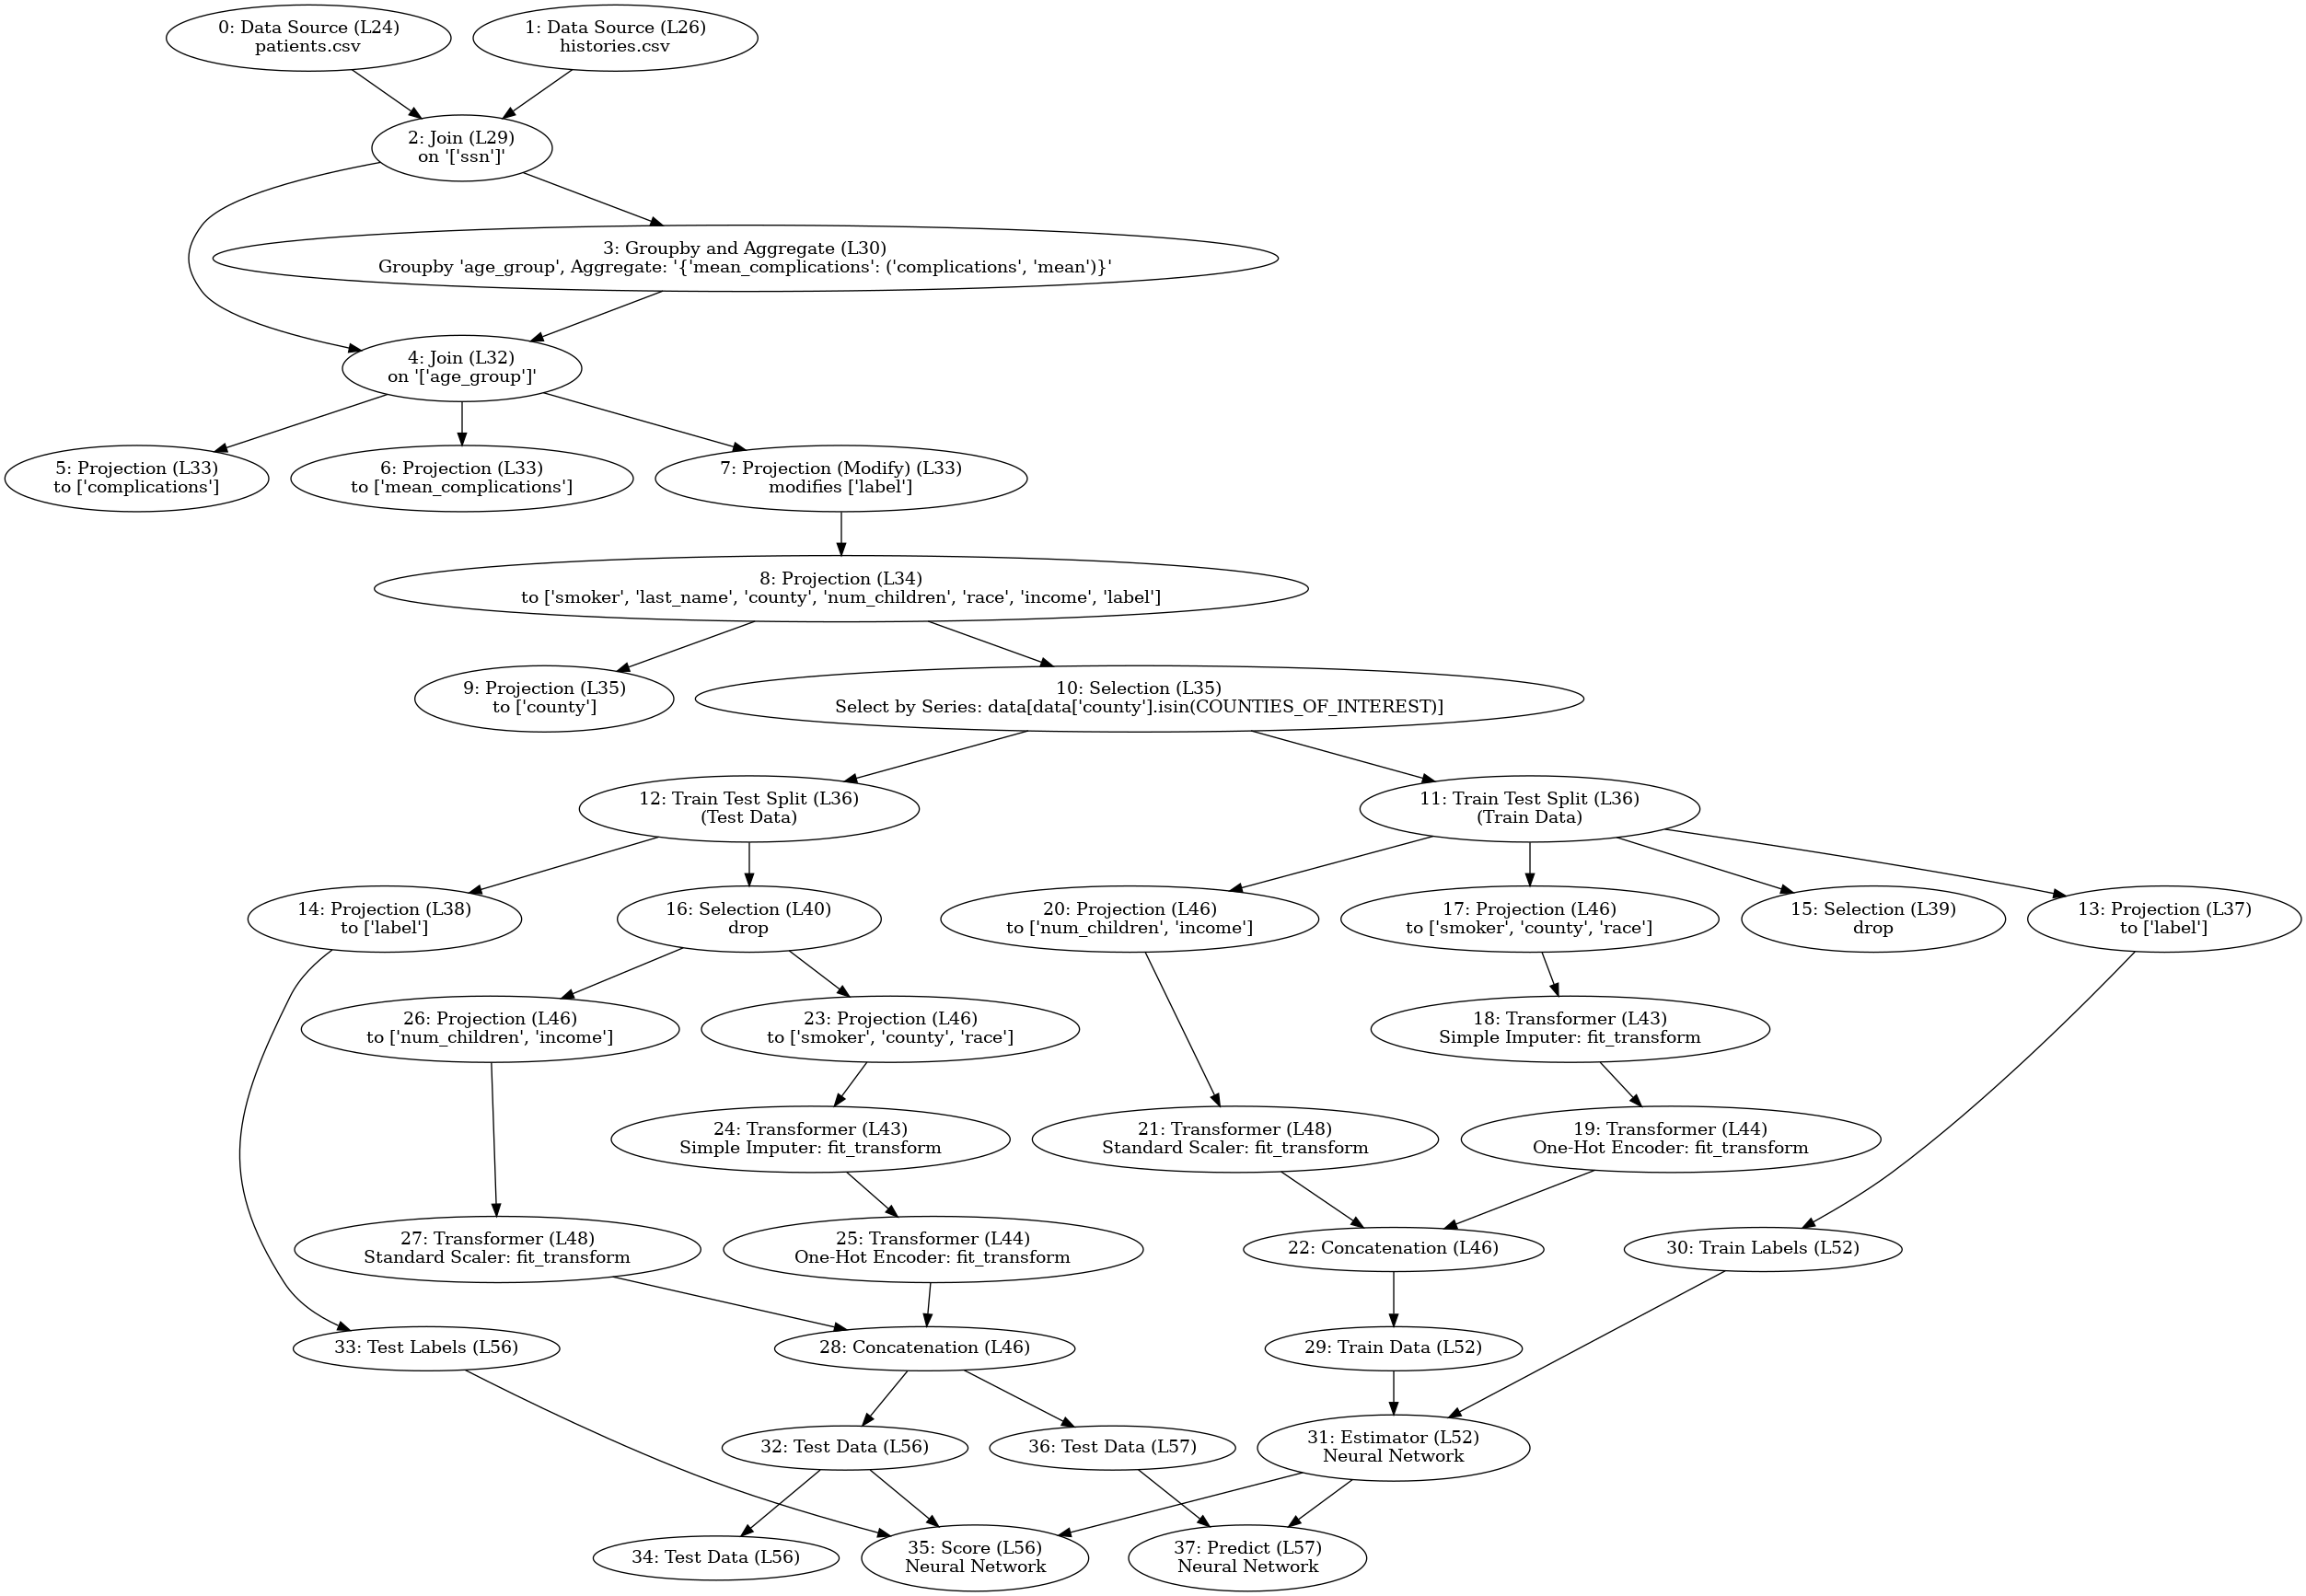 0: Data Source (L24)
patients.csv
1: Data Source (L26)
histories.csv
2: Join (L29)
on '['ssn']'
3: Groupby and Aggregate (L30)
Groupby 'age_group', Aggregate: '{'mean_complications': ('complications', 'mean')}'
4: Join (L32)
on '['age_group']'
5: Projection (L33)
to ['complications']
6: Projection (L33)
to ['mean_complications']
7: Projection (Modify) (L33)
modifies ['label']
8: Projection (L34)
to ['smoker', 'last_name', 'county', 'num_children', 'race', 'income', 'label']
9: Projection (L35)
to ['county']
10: Selection (L35)
Select by Series: data[data['county'].isin(COUNTIES_OF_INTEREST)]
12: Train Test Split (L36)
(Test Data)
11: Train Test Split (L36)
(Train Data)
14: Projection (L38)
to ['label']
16: Selection (L40)
drop
20: Projection (L46)
to ['num_children', 'income']
17: Projection (L46)
to ['smoker', 'county', 'race']
15: Selection (L39)
drop
13: Projection (L37)
to ['label']
26: Projection (L46)
to ['num_children', 'income']
23: Projection (L46)
to ['smoker', 'county', 'race']
18: Transformer (L43)
Simple Imputer: fit_transform
24: Transformer (L43)
Simple Imputer: fit_transform
21: Transformer (L48)
Standard Scaler: fit_transform
19: Transformer (L44)
One-Hot Encoder: fit_transform
27: Transformer (L48)
Standard Scaler: fit_transform
25: Transformer (L44)
One-Hot Encoder: fit_transform
22: Concatenation (L46)
30: Train Labels (L52)
33: Test Labels (L56)
28: Concatenation (L46)
29: Train Data (L52)
32: Test Data (L56)
36: Test Data (L57)
31: Estimator (L52)
Neural Network
34: Test Data (L56)
35: Score (L56)
Neural Network
37: Predict (L57)
Neural Network